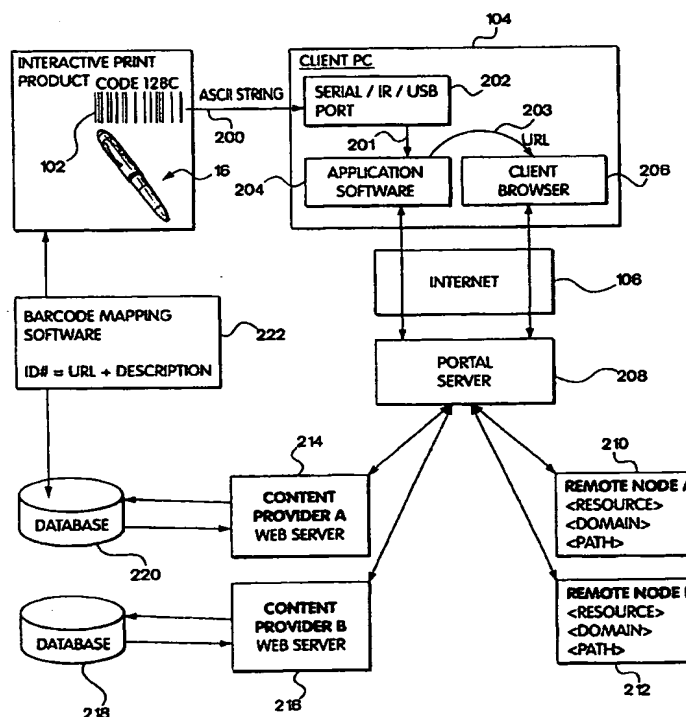 104
INTERACTIVE PRINT
PRODUCT
CODE 128C
102
16
ASCII STRING
200
CLIENT PC
SERIAL / IR / USB
PORT
202
201
203
URL
204
APPLICATION
SOFTWARE
CLIENT
BROWSER
206
INTERNET
106
BARCODE MAPPING
SOFTWARE
ID# = URL + DESCRIPTION
222
PORTAL
SERVER
208
214
210
DATABASE
220
CONTENT
PROVIDER A
WEB SERVER
REMOTE NODE A
<RESOURCE>
<DOMAIN>
<PATH>
DATABASE
218
CONTENT
PROVIDER B
WEB SERVER
216
REMOTE NODE
<RESOURCE>
<DOMAIN>
<PATH>
212